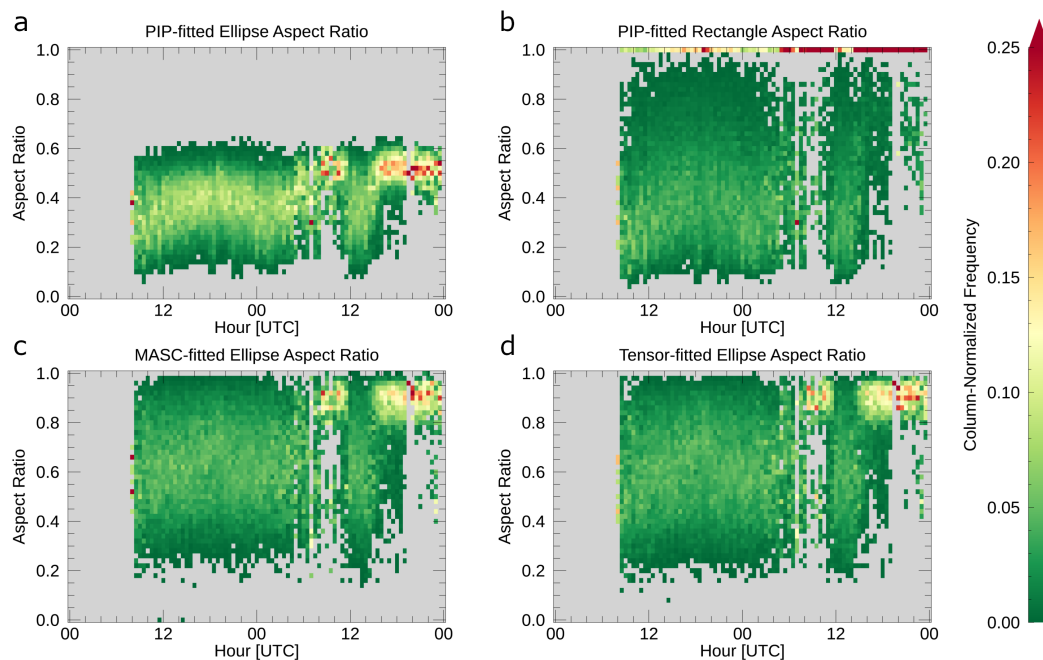 a
PIP-fitted Ellipse Aspect Ratio
1.0
0.8
0.6
0.4
0.2
0.0
Aspect Ratio
00 12 00 12 00
Hour [UTC]
b
PIP-fitted Rectangle Aspect Ratio
1.0
0.8
0.6
0.4
0.2
0.0
Aspect Ratio
00 12 00 12 00
Hour [UTC]
c
MASC-fitted Ellipse Aspect Ratio
1.0
0.8
0.6
0.4
0.2
0.0
Aspect Ratio
00 12 00 12 00
Hour [UTC]
d
Tensor-fitted Ellipse Aspect Ratio
1.0
0.8
0.6
0.4
0.2
0.0
Aspect Ratio
00 12 00 12 00
Hour [UTC]
0.25
0.20
0.15
0.10
0.05
0.00
Column-Normalized Frequency